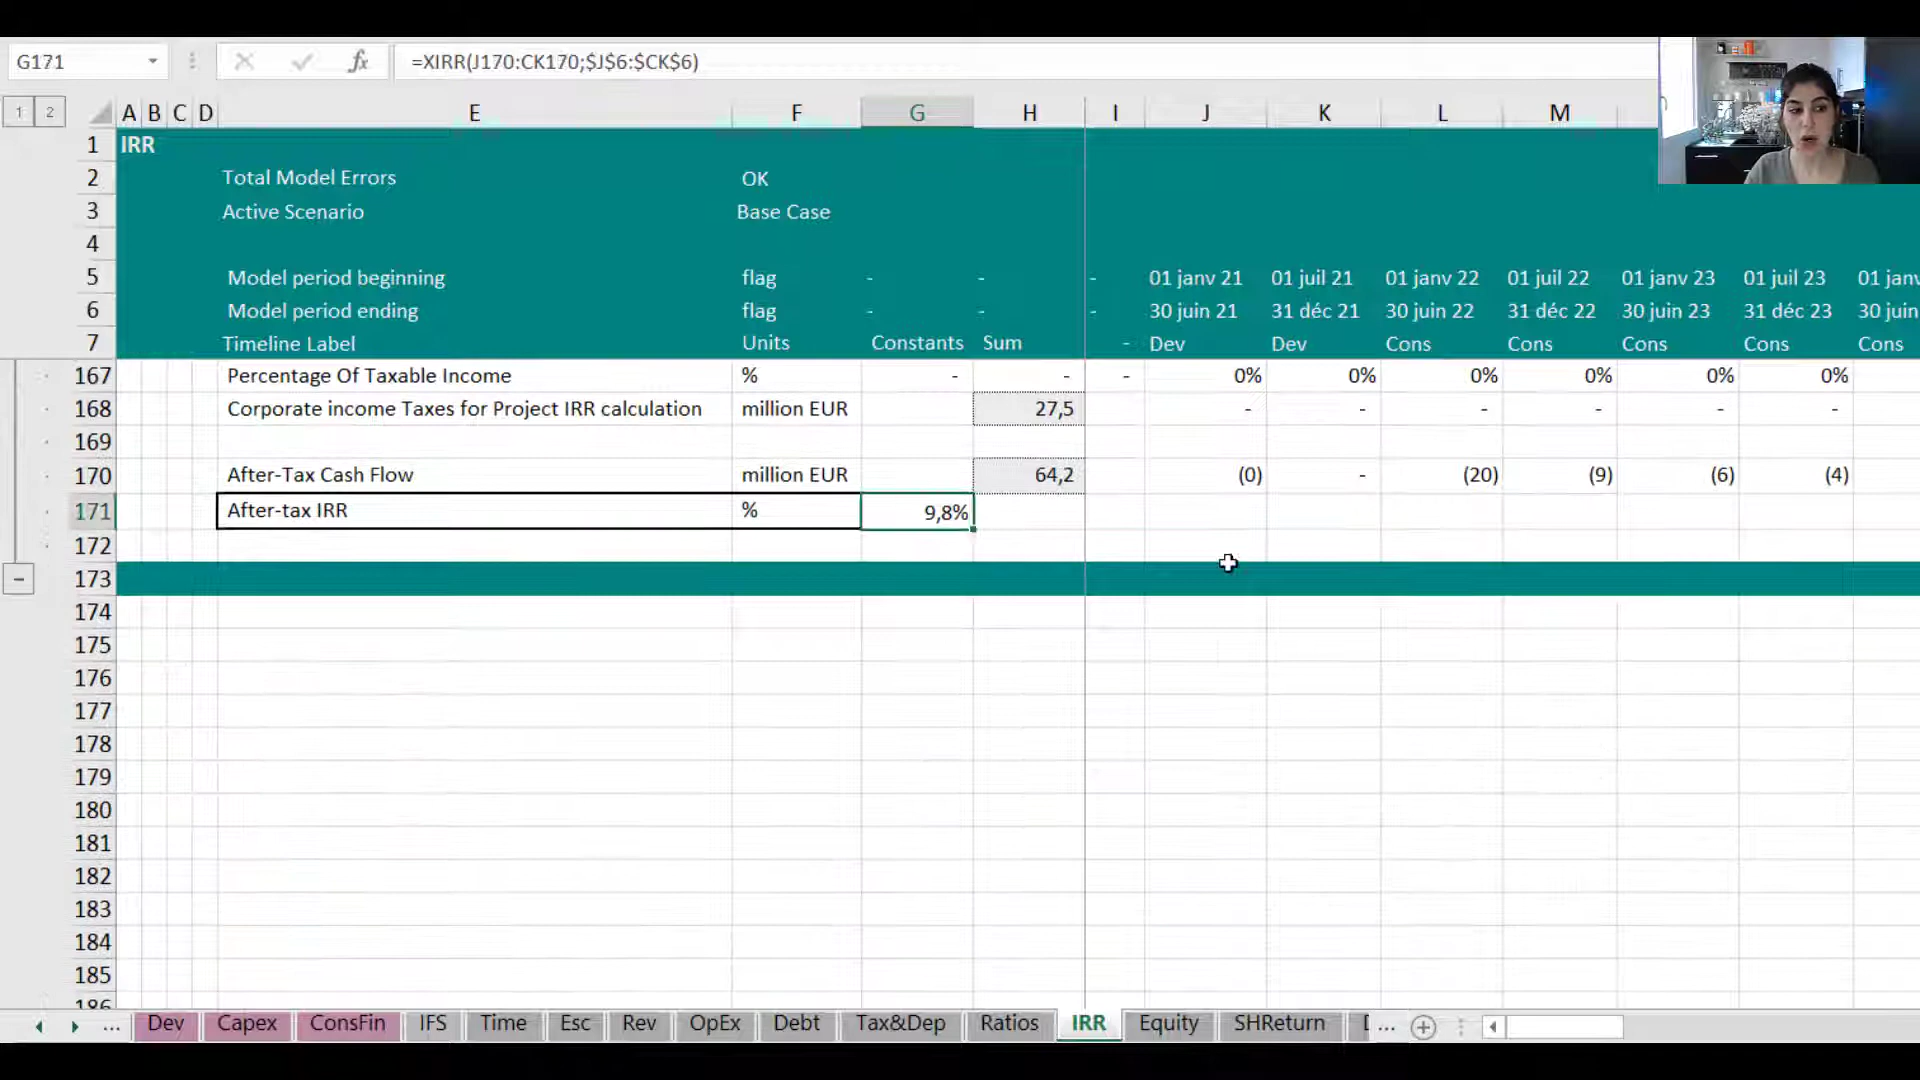 G171 fx =XIRR(J170:CK170;$J$6:$CK$6)
1 2 A B C D E F G H I J K L M
1 IRR
2 Total Model Errors OK
3 Active Scenario Base Case
4
5 Model period beginning flag - - - 01 janv 21 01 juil 21 01 janv 22 01 juil 22 01 janv 23 01 juil 23 01 janv
6 Model period ending flag - - - 30 juin 21 31 déc 21 30 juin 22 31 déc 22 30 juin 23 31 déc 23 30 juin
7 Timeline Label Units Constants Sum - Dev Dev Cons Cons Cons Cons Cons
167 Percentage Of Taxable Income % - - - 0% 0% 0% 0% 0% 0%
168 Corporate income Taxes for Project IRR calculation million EUR 27,5 - - - - - -
169
170 After-Tax Cash Flow million EUR 64,2 (0) - (20) (9) (6) (4)
171 After-tax IRR % 9,8%
172
173
174
175
176
177
178
179
180
181
182
183
184
185
186
... Dev Capex ConsFin IFS Time Esc Rev OpEx Debt Tax&Dep Ratios IRR Equity SHReturn ...